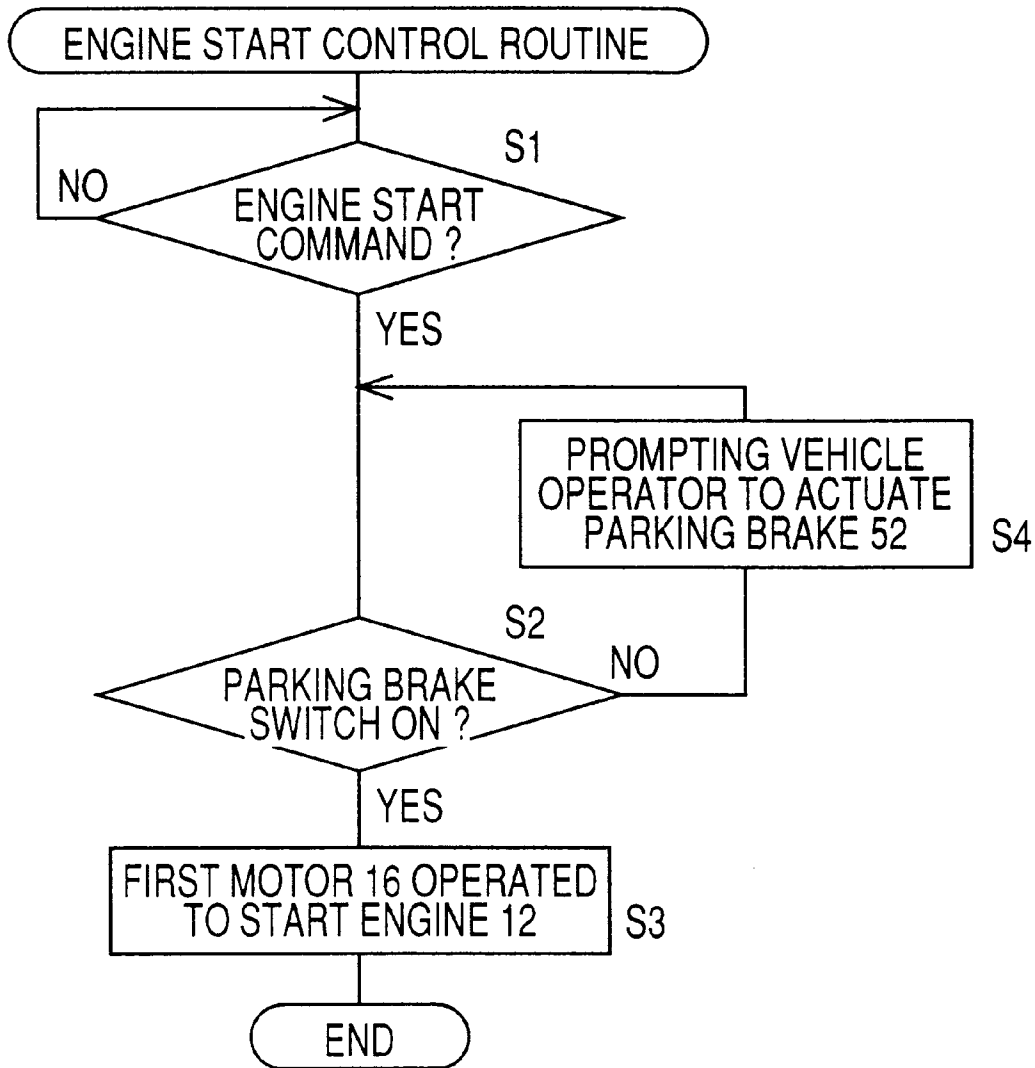 ENGINE START CONTROL ROUTINE
S1
NO
ENGINE START
COMMAND ?
YES
PROMPTING VEHICLE
OPERATOR TO ACTUATE
PARKING BRAKE 52
S4
S2
NO
PARKING BRAKE
SWITCH ON ?
YES
FIRST MOTOR 16 OPERATED
TO START ENGINE 12
S3
END